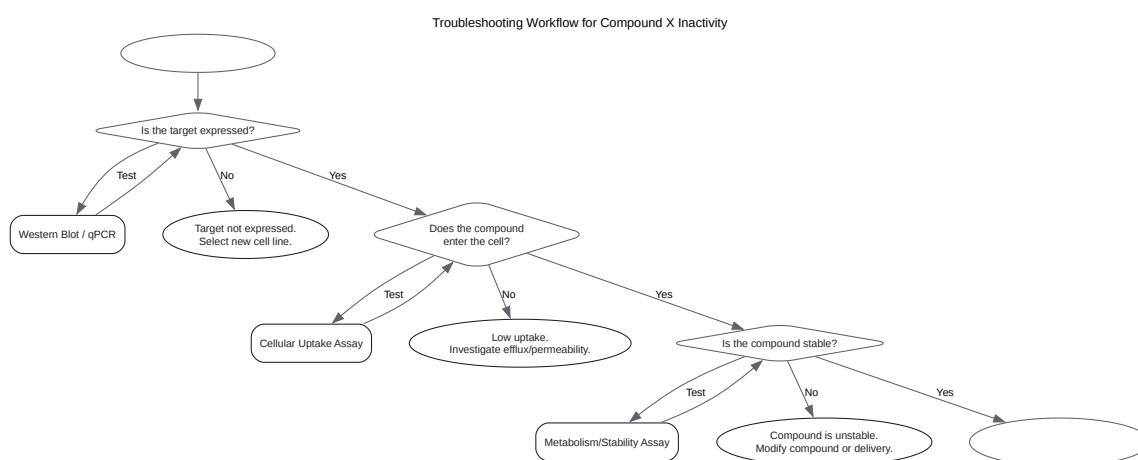 Troubleshooting Workflow for Compound X Inactivity
Is the target expressed?
Test
No
Yes
Western Blot / qPCR
Target not expressed.
Select new cell line.
Does the compound
enter the cell?
Test
No
Yes
Cellular Uptake Assay
Low uptake.
Investigate efflux/permeability.
Is the compound stable?
Test
No
Yes
Metabolism/Stability Assay
Compound is unstable.
Modify compound or delivery.